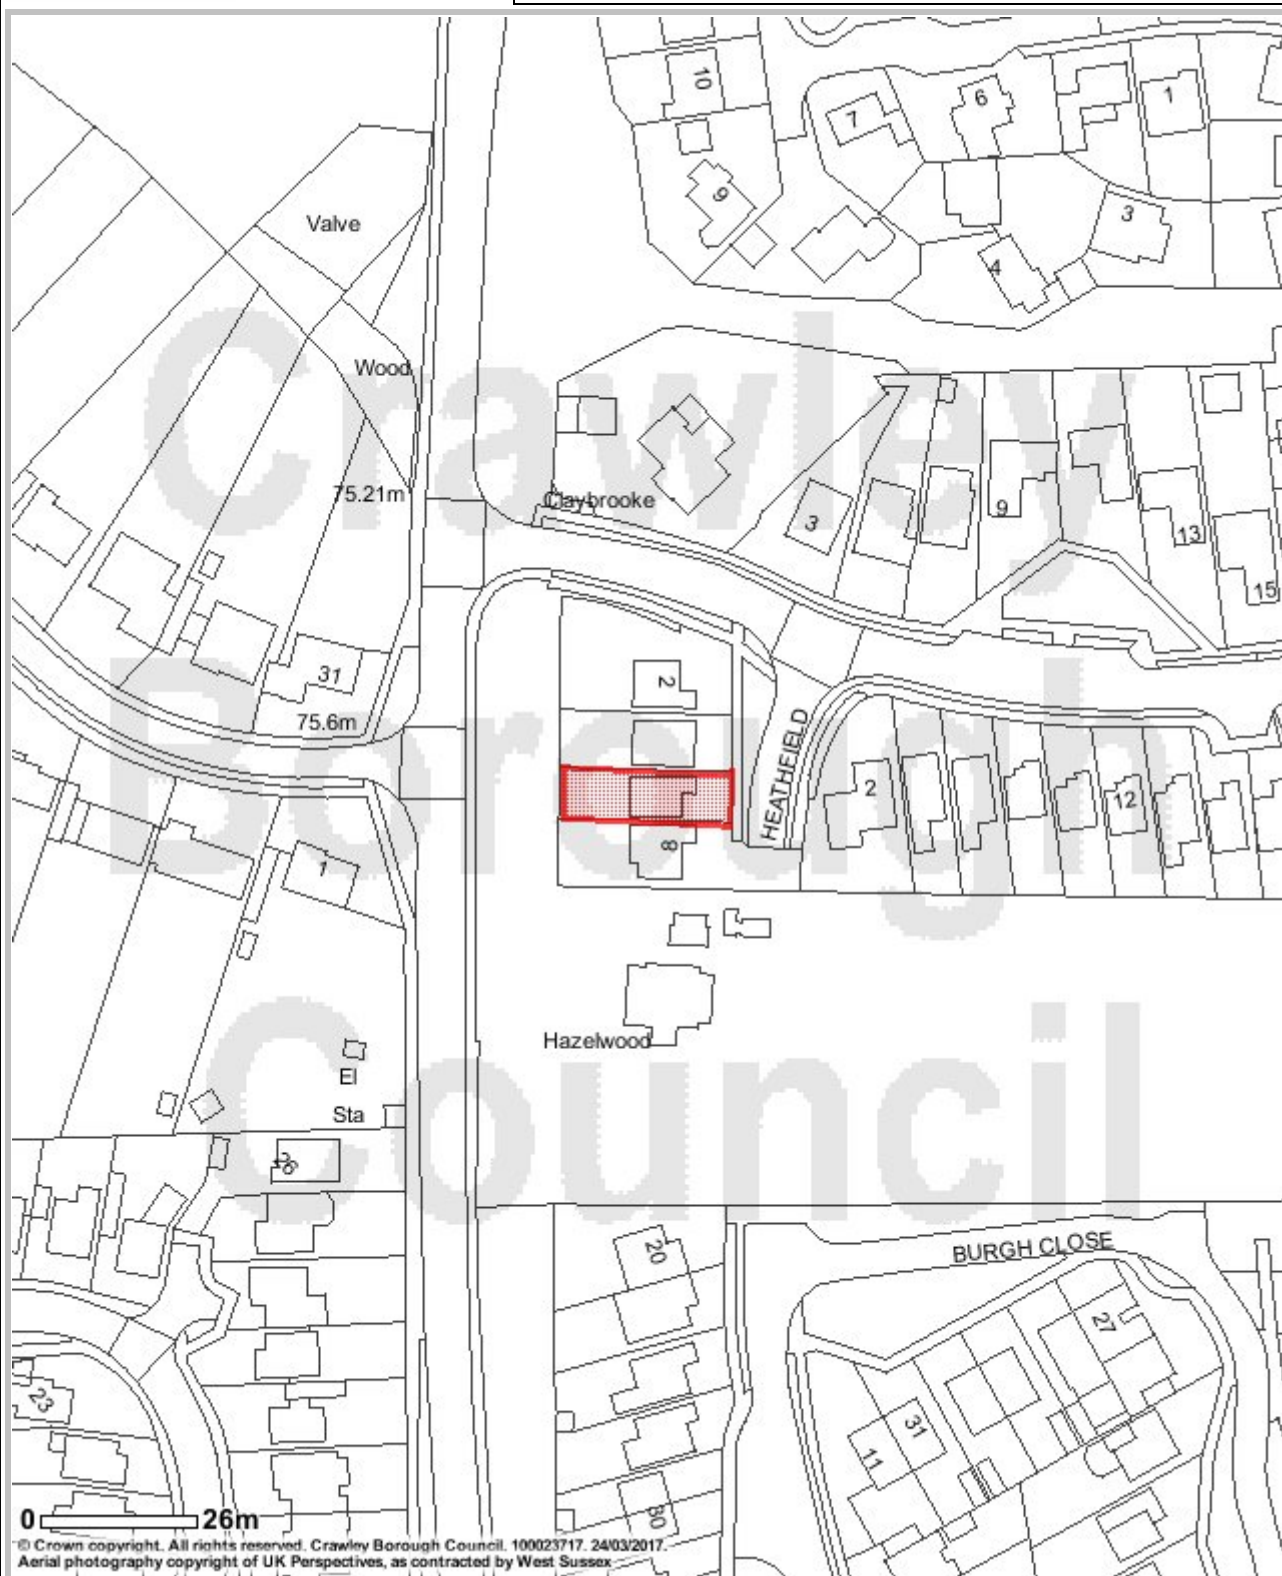 10
7
6
1
9
3
4
Valve
Wood
Crawley
75.21m
Claybrooke
3
9
13
15
31
2
Borough
75.6m
HEATHFIELD
2
12
1
8
Hazelwood
El
Sta
Council
26
20
BURGH CLOSE
27
23
31
11
30
0 26m
© Crown copyright. All rights reserved. Crawley Borough Council. 100023717. 24/03/2017.
Aerial photography copyright of UK Perspectives, as contracted by West Sussex